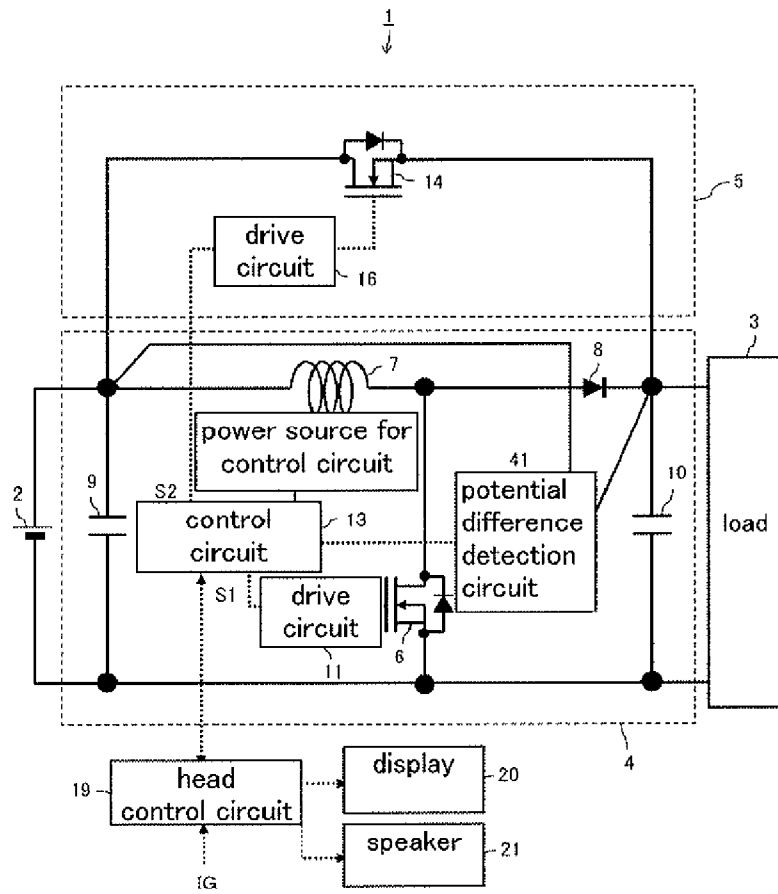 1
14
5
drive
circuit
16
7
8
3
power source for
control circuit
41
2
9
S2
control
circuit
13
potential
difference
detection
circuit
10
load
S1
drive
circuit
11
6
4
19
head
control circuit
display
20
speaker
21
IG